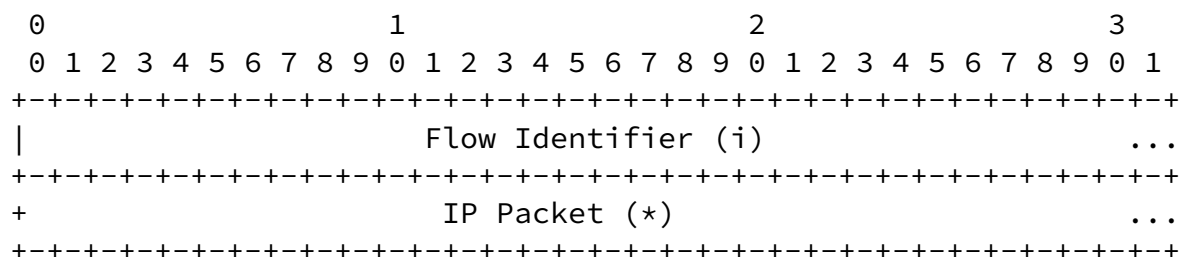 0                   1                   2                   3
 0 1 2 3 4 5 6 7 8 9 0 1 2 3 4 5 6 7 8 9 0 1 2 3 4 5 6 7 8 9 0 1
+-+-+-+-+-+-+-+-+-+-+-+-+-+-+-+-+-+-+-+-+-+-+-+-+-+-+-+-+-+-+-+-+
|                      Flow Identifier (i)                    ...
+-+-+-+-+-+-+-+-+-+-+-+-+-+-+-+-+-+-+-+-+-+-+-+-+-+-+-+-+-+-+-+-+
+                       IP Packet (*)                         ...
+-+-+-+-+-+-+-+-+-+-+-+-+-+-+-+-+-+-+-+-+-+-+-+-+-+-+-+-+-+-+-+-+